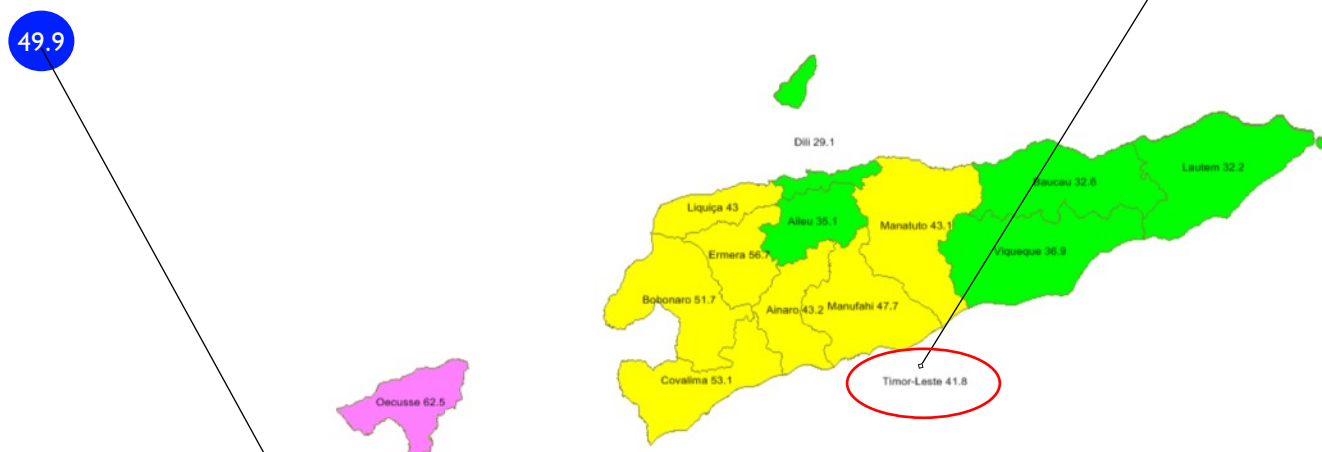 49.9
Dili 29.1
Lautem 32.2
Baucau 32.6
Liquiça 43
Aileu 35.1
Manatuto 43.1
Viqueque 36.9
Ermera 56.7
Bobonaro 51.7
Ainaro 43.2
Manufahi 47.7
Covalima 53.1
Timor-Leste 41.8
Oecusse 62.5